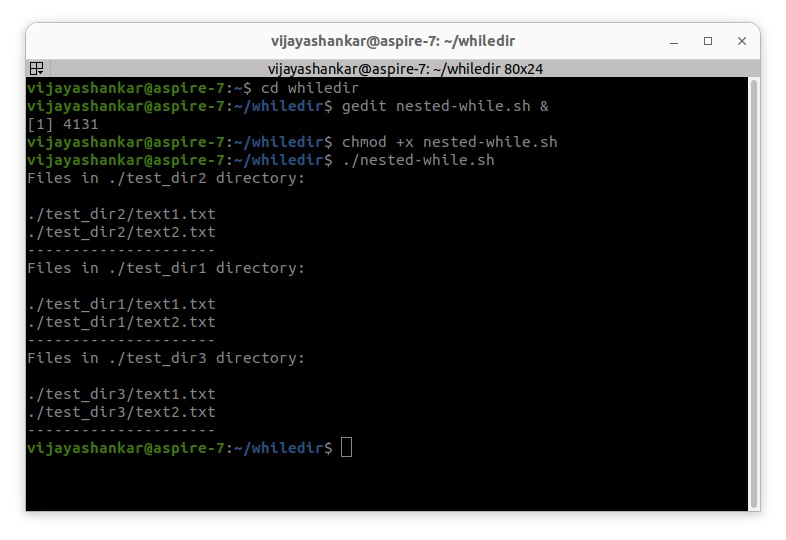 vijayashankar@aspire-7: ~/whiledir
vijayashankar@aspire-7: ~/whiledir 80x24
vijayashankar@aspire-7:~$ cd whiledir
vijayashankar@aspire-7:~/whiledir$ gedit nested-while.sh &
[1] 4131
vijayashankar@aspire-7:~/whiledir$ chmod +x nested-while.sh
vijayashankar@aspire-7:~/whiledir$ ./nested-while.sh
Files in ./test_dir2 directory:
./test_dir2/text1.txt
./test_dir2/text2.txt
---------------------
Files in ./test_dir1 directory:
./test_dir1/text1.txt
./test_dir1/text2.txt
---------------------
Files in ./test_dir3 directory:
./test_dir3/text1.txt
./test_dir3/text2.txt
---------------------
vijayashankar@aspire-7:~/whiledir$